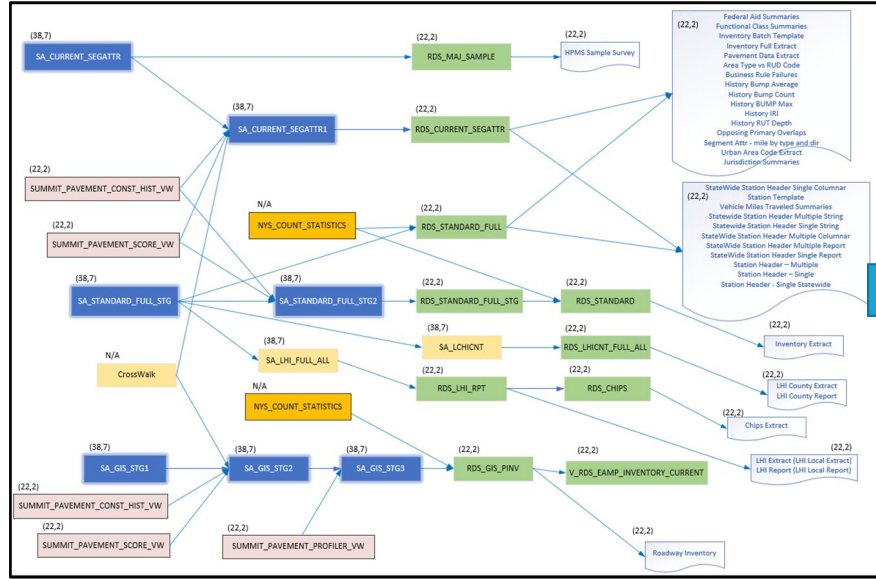 (38,7)
SA_CURRENT_SEGATTR
(22,2)
RDS_MAJ_SAMPLE
(22,2)
HPMS Sample Survey
(22,2)
Federal Aid Summaries
Functional Class Summaries
Inventory Batch Template
Inventory Full Extract
Pavement Data Extract
Area Type vs RUD Code
Business Rule Failures
History Bump Average
History Bump Count
History BUMP Max
History IRI
History RUT Depth
Opposing Primary Overlaps
Segment Attr - mile by type and dir
Urban Area Code Extract
Jurisdiction Summaries
(38,7)
SA_CURRENT_SEGATTR1
(22,2)
RDS_CURRENT_SEGATTR
(22,2)
SUMMIT_PAVEMENT_CONST_HIST_VW
(22,2)
SUMMIT_PAVEMENT_SCORE_VW
N/A
NYS_COUNT_STATISTICS
(22,2)
RDS_STANDARD_FULL
(22,2)
StateWide Station Header Single Columnar
Station Template
Vehicle Miles Traveled Summaries
Statewide Station Header Multiple String
Statewide Station Header Single String
StateWide Station Header Multiple Columnar
StateWide Station Header Multiple Report
StateWide Station Header Single Report
Station Header – Multiple
Station Header – Single
Station Header - Single Statewide
(38,7)
SA_STANDARD_FULL_STG
(38,7)
SA_STANDARD_FULL_STG2
(22,2)
RDS_STANDARD_FULL_STG
(22,2)
RDS_STANDARD
(22,2)
Inventory Extract
(38,7)
SA_LHI_FULL_ALL
(38,7)
SA_LCHICNT
(22,2)
RDS_LHICNT_FULL_ALL
(22,2)
LHI County Extract
LHI County Report
N/A
CrossWalk
N/A
NYS_COUNT_STATISTICS
(22,2)
RDS_LHI_RPT
(22,2)
RDS_CHIPS
(22,2)
Chips Extract
(22,2)
LHI Extract (LHI Local Extract)
LHI Report (LHI Local Report)
(38,7)
SA_GIS_STG1
(38,7)
SA_GIS_STG2
(38,7)
SA_GIS_STG3
(22,2)
RDS_GIS_PINV
(22,2)
V_RDS_EAMP_INVENTORY_CURRENT
(22,2)
SUMMIT_PAVEMENT_CONST_HIST_VW
(22,2)
SUMMIT_PAVEMENT_SCORE_VW
(22,2)
SUMMIT_PAVEMENT_PROFILER_VW
(22,2)
Roadway Inventory